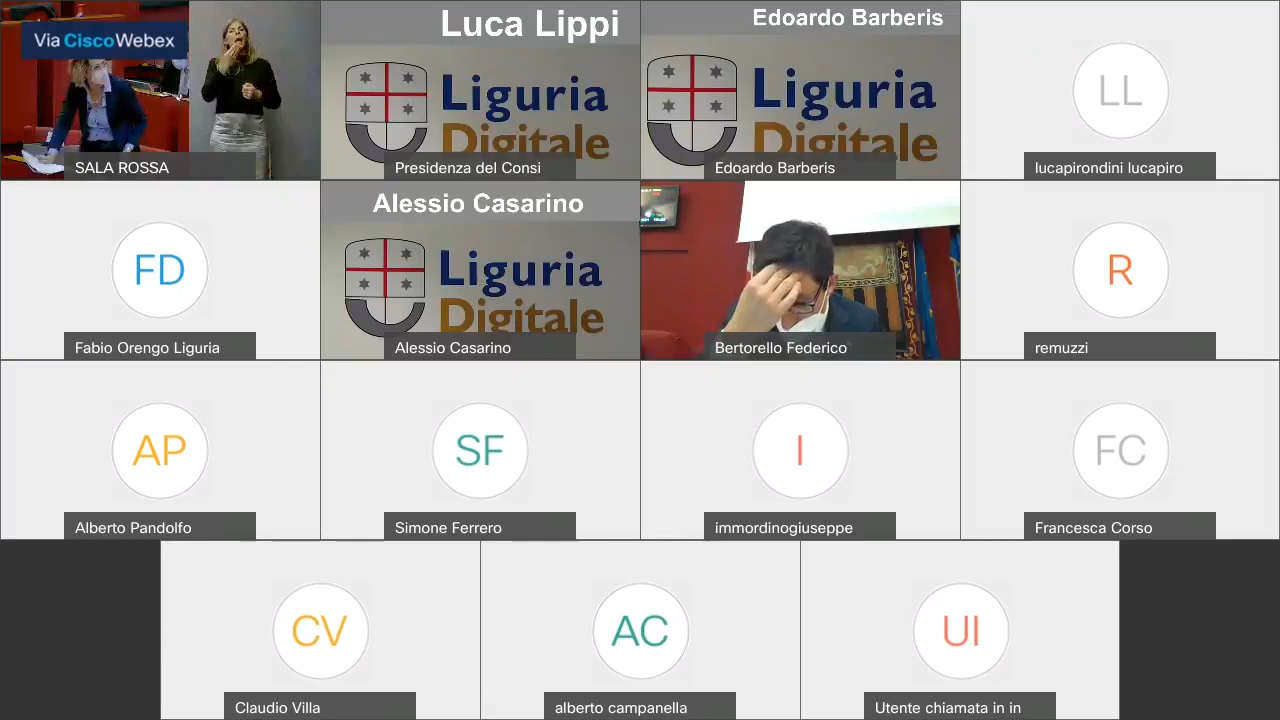 Via Cisco Webex
SALA ROSSA
Luca Lippi
Liguria
Digitale
Presidenza del Consi
Edoardo Barberis
Liguria
Digitale
Edoardo Barberis
LL
lucapirondini lucapiro
FD
Fabio Orengo Liguria
Alessio Casarino
Liguria
Digitale
Alessio Casarino
Bertorello Federico
R
remuzzi
AP
Alberto Pandolfo
SF
Simone Ferrero
I
immordinogiuseppe
FC
Francesca Corso
CV
Claudio Villa
AC
alberto campanella
UI
Utente chiamata in in